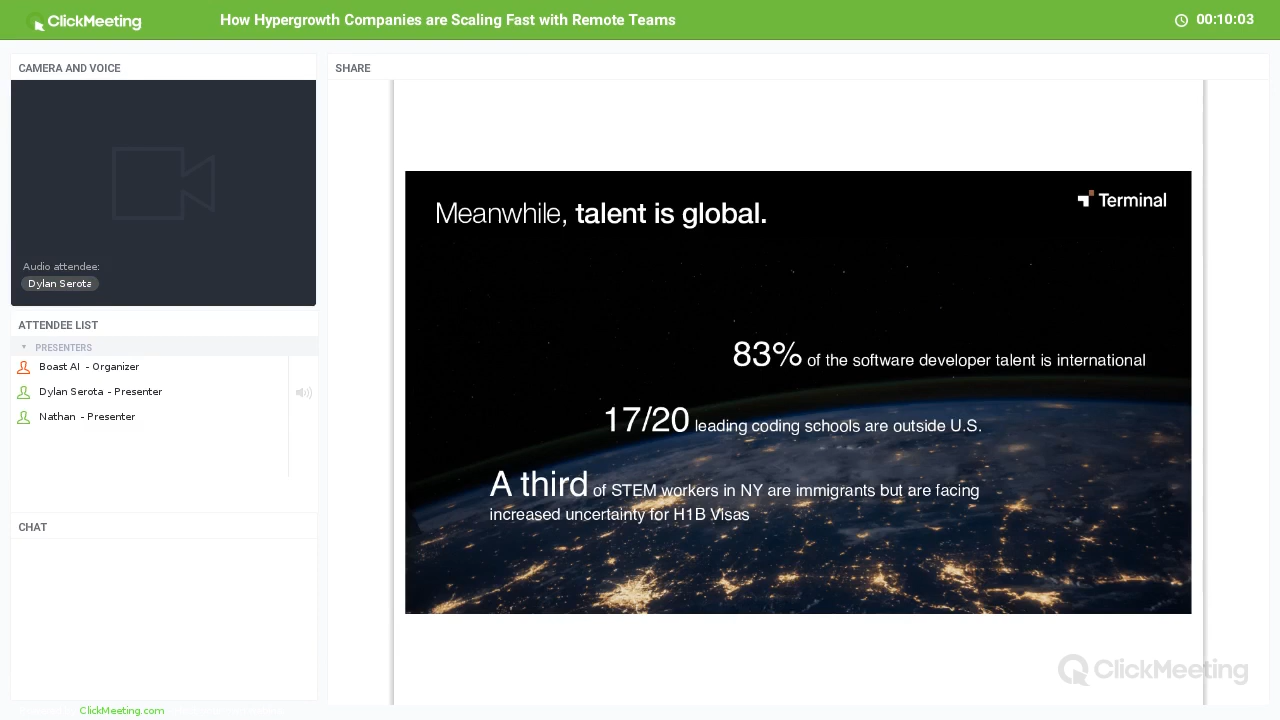 ClickMeeting
How Hypergrowth Companies are Scaling Fast with Remote Teams
00:10:03
CAMERA AND VOICE
Audio attendee:
Dylan Serota
ATTENDEE LIST
PRESENTERS
Boast AI - Organizer
Dylan Serota - Presenter
Nathan - Presenter
CHAT
SHARE
Meanwhile, talent is global.
Terminal
83% of the software developer talent is international
17/20 leading coding schools are outside U.S.
A third of STEM workers in NY are immigrants but are facing
increased uncertainty for H1B Visas
ClickMeeting
ClickMeeting.com